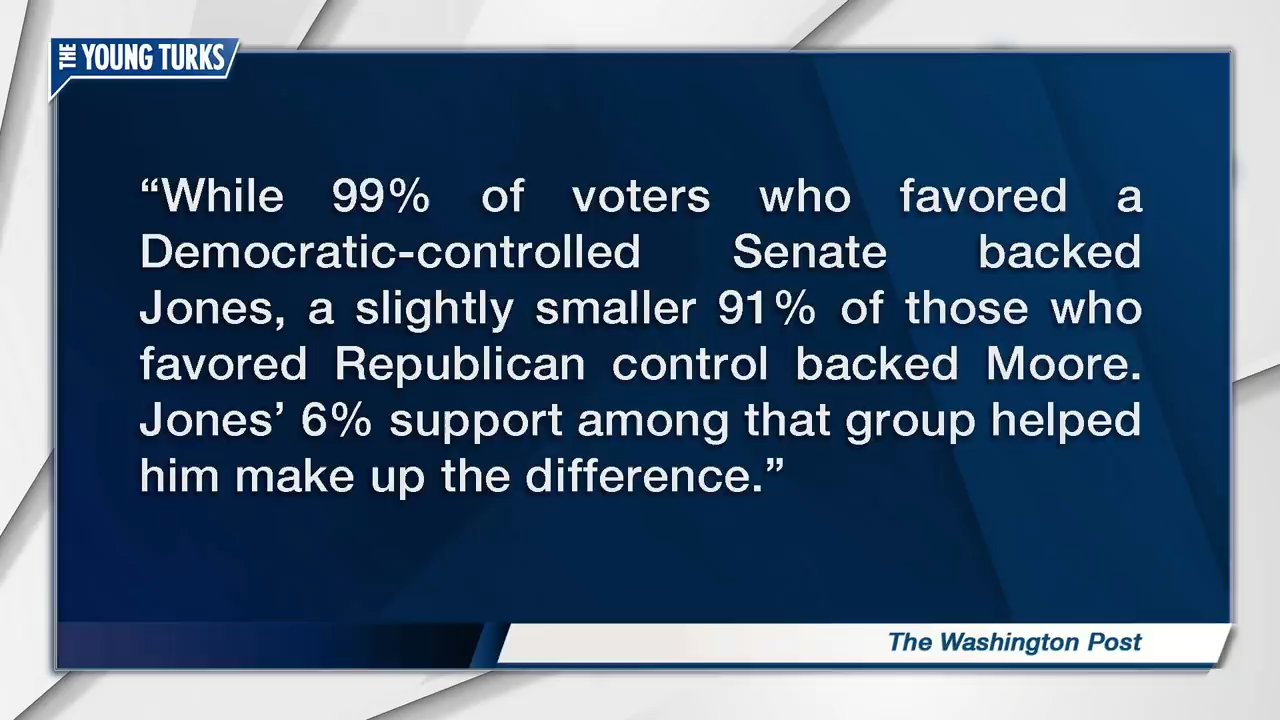 THE YOUNG TURKS
“While 99% of voters who favored a
Democratic-controlled Senate backed
Jones, a slightly smaller 91% of those who
favored Republican control backed Moore.
Jones’ 6% support among that group helped
him make up the difference.”
The Washington Post